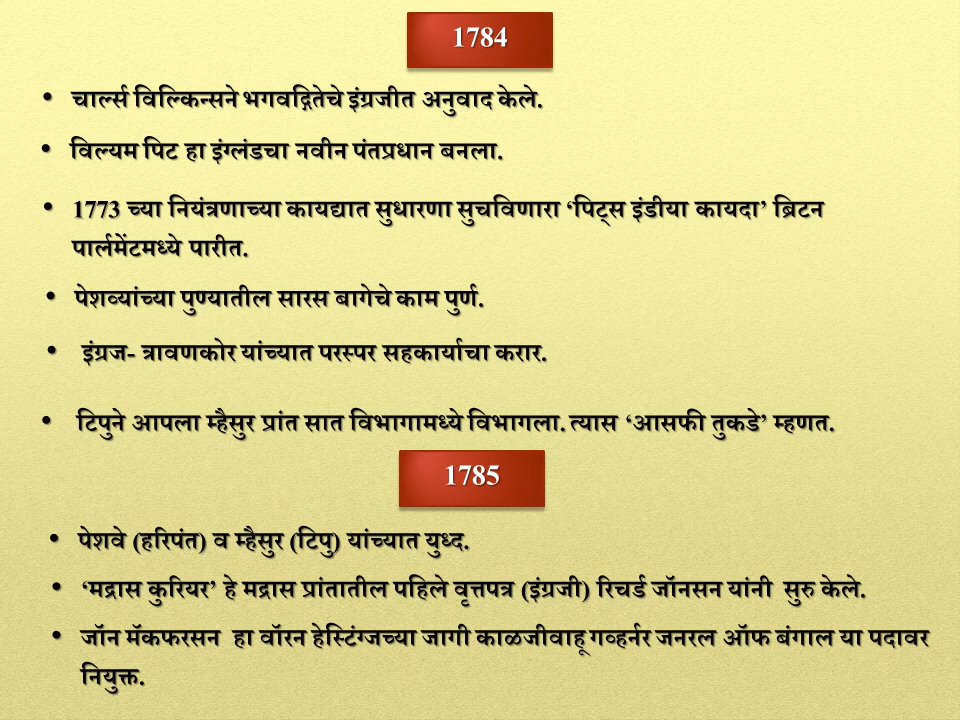 1784
• चार्ल्स विल्किन्सने भगवद्गितेचे इंग्रजीत अनुवाद केले.
• विल्यम पिट हा इंग्लंडचा नवीन पंतप्रधान बनला.
• 1773 च्या नियंत्रणाच्या कायद्यात सुधारणा सुचविणारा ‘पिट्स इंडीया कायदा’ ब्रिटन
पार्लमेंटमध्ये पारीत.
• पेशव्यांच्या पुण्यातील सारस बागेचे काम पुर्ण.
• इंग्रज- त्रावणकोर यांच्यात परस्पर सहकार्याचा करार.
• टिपुने आपला म्हैसुर प्रांत सात विभागामध्ये विभागला. त्यास ‘आसफी तुकडे’ म्हणत.
1785
• पेशवे (हरिपंत) व म्हैसुर (टिपु) यांच्यात युध्द.
• ‘मद्रास कुरियर’ हे मद्रास प्रांतातील पहिले वृत्तपत्र (इंग्रजी) रिचर्ड जॉनसन यांनी सुरु केले.
• जॉन मॅकफरसन हा वॉरन हेस्टिंग्जच्या जागी काळजीवाहू गव्हर्नर जनरल ऑफ बंगाल या पदावर
नियुक्त.